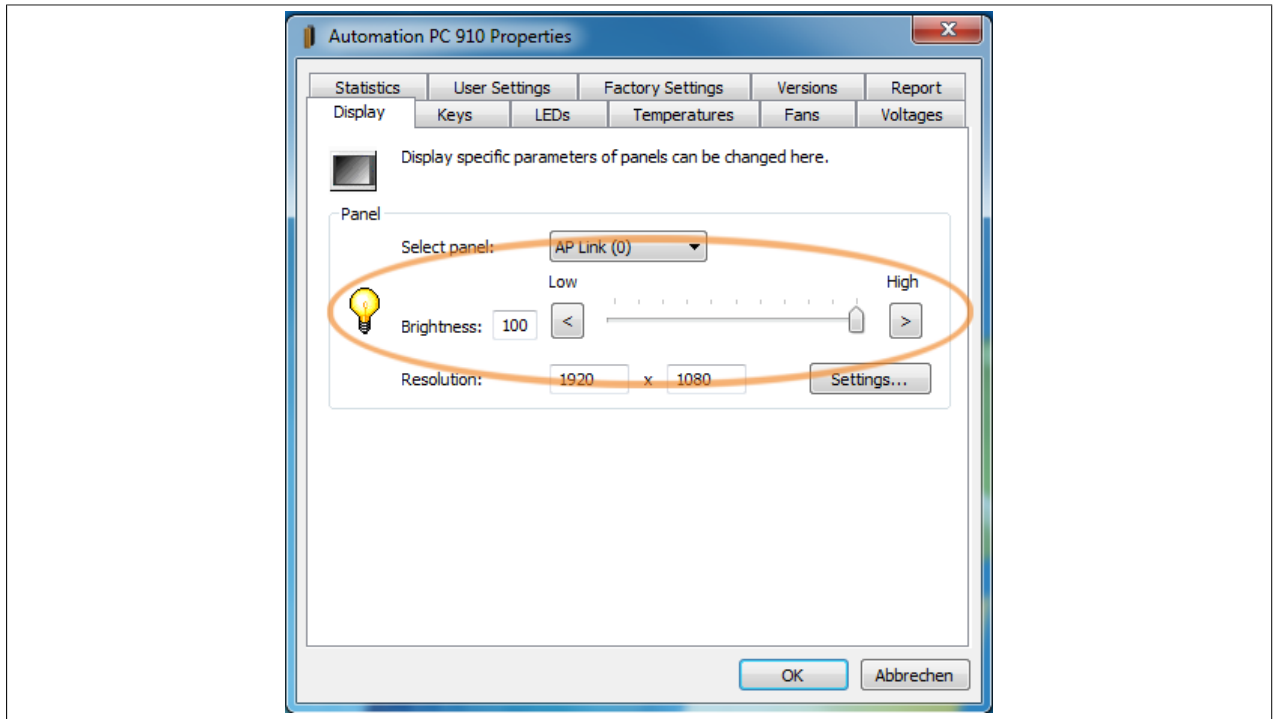 Automation PC 910 Properties
Statistics User Settings Factory Settings Versions Report
Display Keys LEDs Temperatures Fans Voltages
Display specific parameters of panels can be changed here.
Panel
Select panel: AP Link (0)
Low High
Brightness: 100 < >
Resolution: 1920 x 1080 Settings...
OK Abbrechen